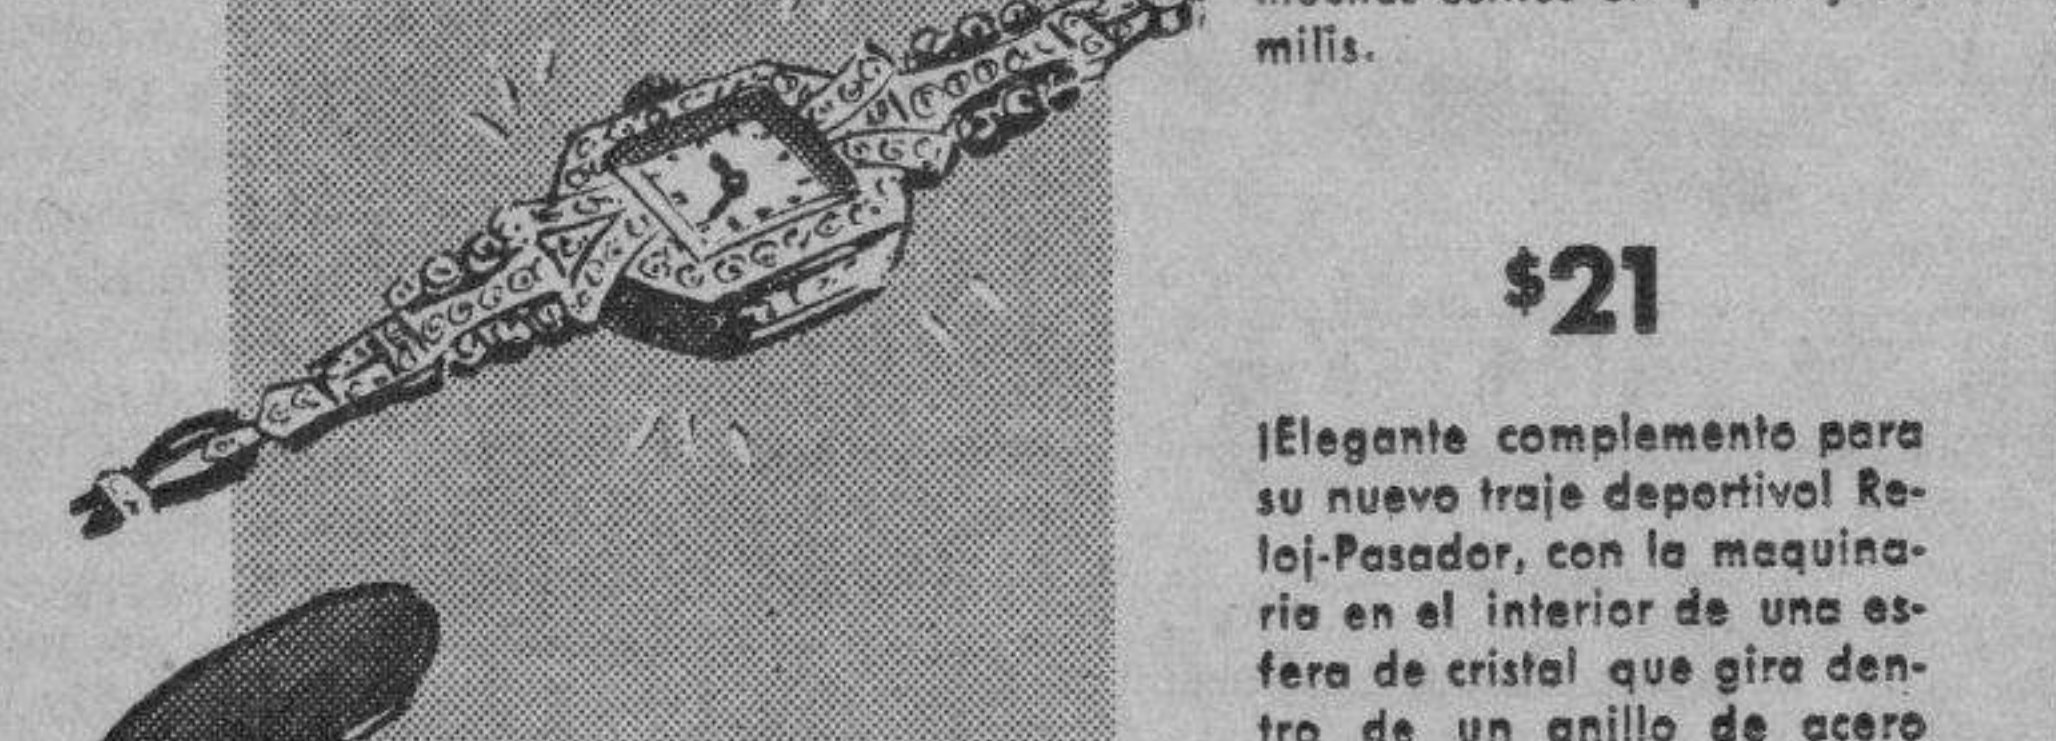 milis.
$21
¡Elegante complemento para
su nuevo traje deportivo! Re-
loj-Pasador, con la maquina-
ria en el interior de una es-
fera de cristal que gira den-
tro de un anillo de acero